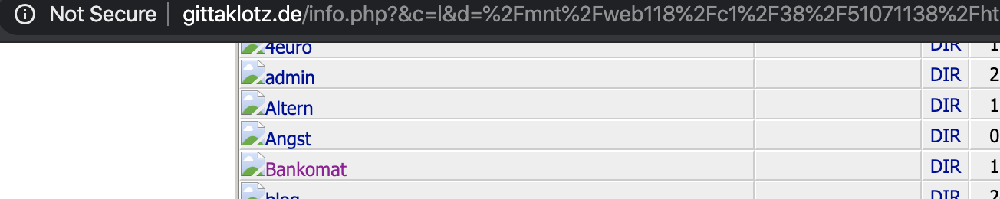 Not Secure gittaklotz.de/info.php?&c=l&d=%2Fmnt%2Fweb118%2Fc1%2F38%2F51071138%2Fht
4euro DIR 1
admin DIR 2
Altern DIR 1
Angst DIR 0
Bankomat DIR 1
blog DIR 2